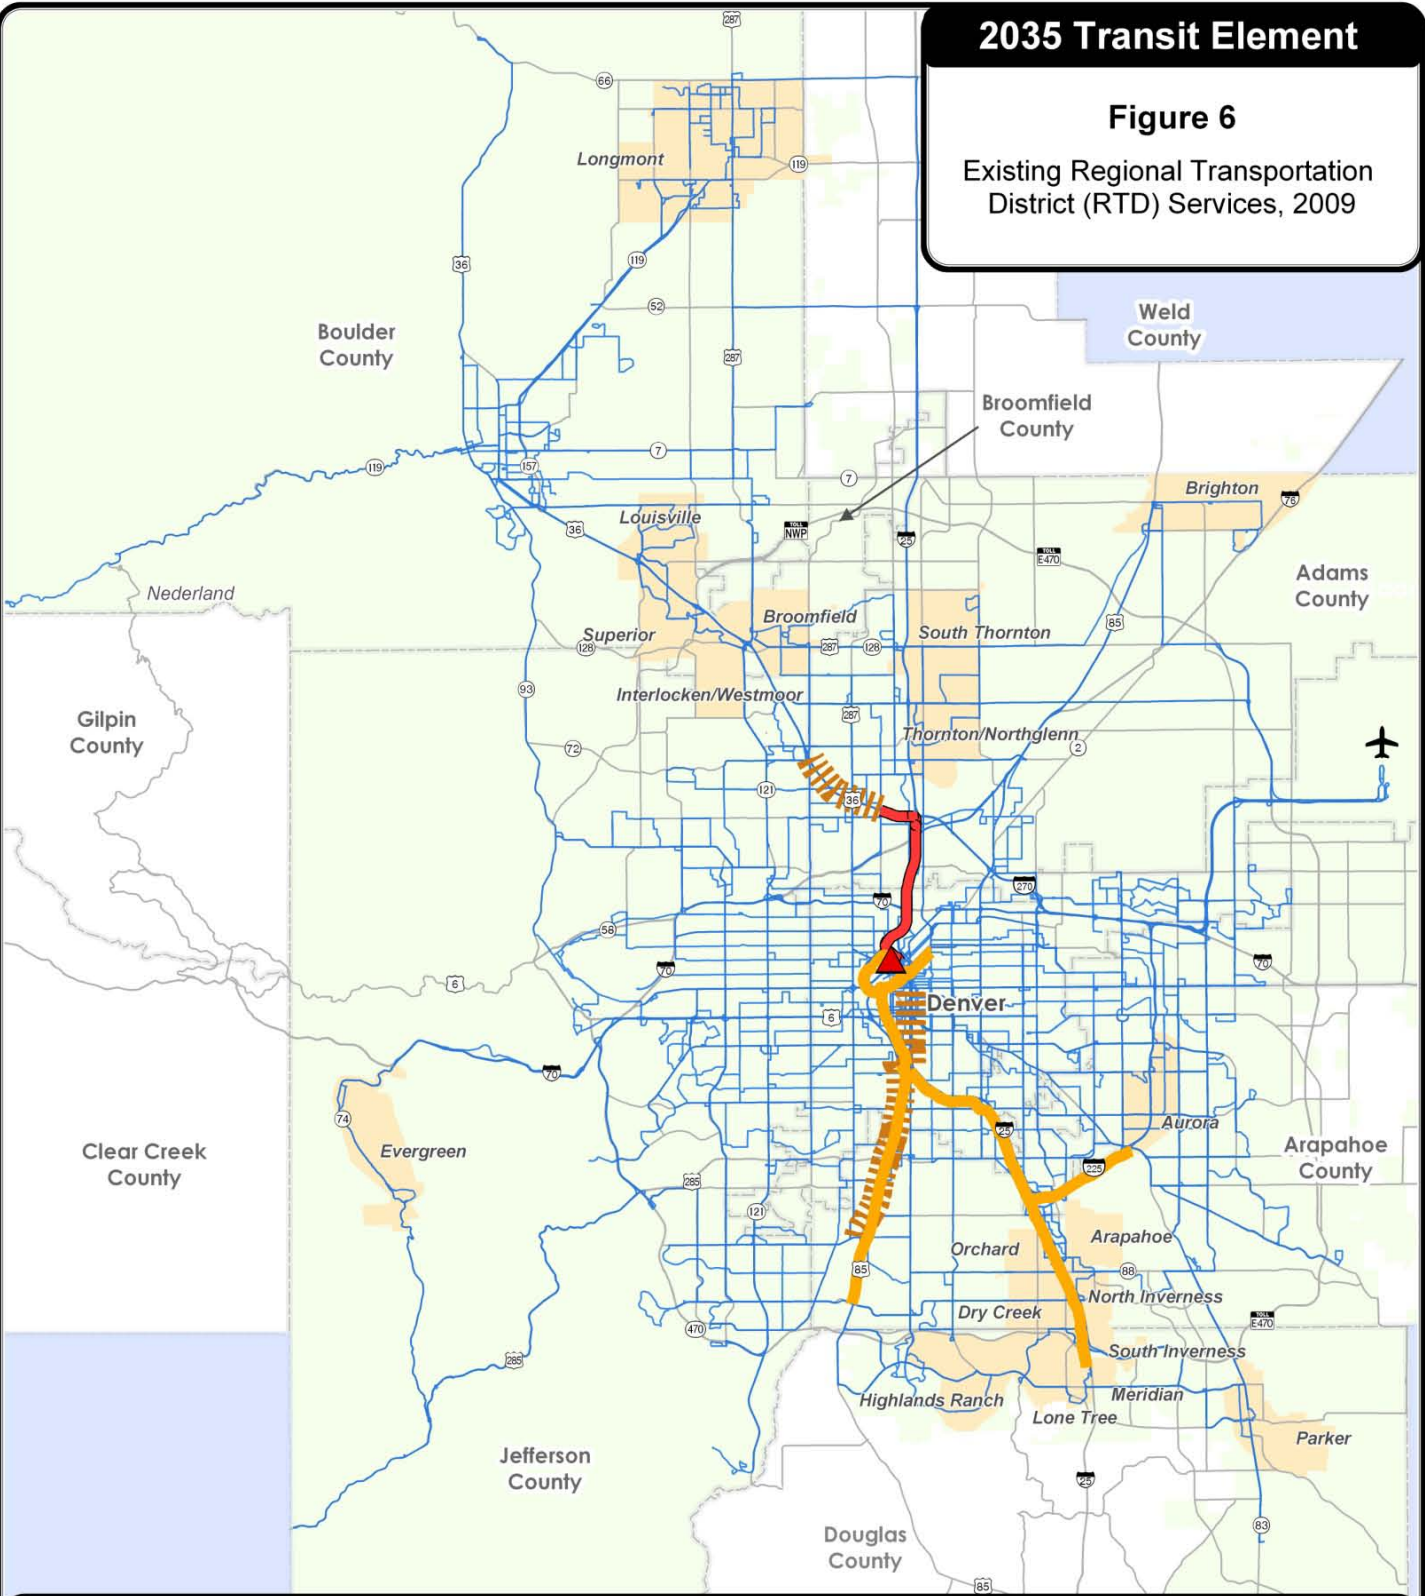 2035 Transit Element
Figure 6
Existing Regional Transportation
District (RTD) Services, 2009
287
66
Longmont
119
36
119
52
Weld
County
Boulder
County
287
Broomfield
County
7
157
119
7
Brighton
76
Louisville
36
TOLL
NWP
25
TOLL
E-470
Adams
County
Nederland
Broomfield
85
Superior
128
287
128
South Thornton
93
Interlocken/Westmoor
Gilpin
County
287
72
Thornton/Northglenn
2
121
36
270
70
58
70
70
6
Denver
6
70
74
25
Aurora
Clear Creek
County
Evergreen
225
Arapahoe
County
285
121
Orchard
Arapahoe
85
88
North Inverness
Dry Creek
TOLL
E470
470
South Inverness
285
Highlands Ranch
Meridian
Lone Tree
Parker
Jefferson
County
25
83
Douglas
County
85